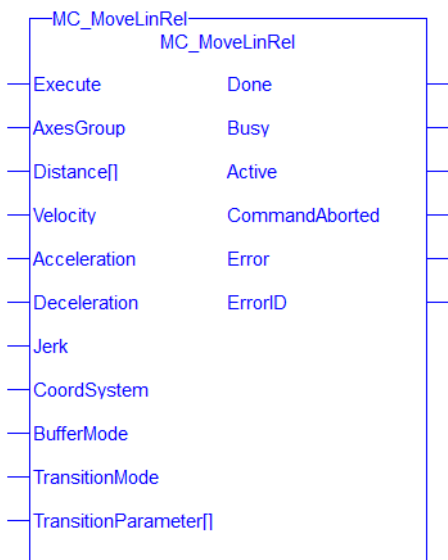 MC_MoveLinRel
MC_MoveLinRel
Execute Done
AxesGroup Busy
Distance[] Active
Velocity CommandAborted
Acceleration Error
Deceleration ErrorID
Jerk
CoordSystem
BufferMode
TransitionMode
TransitionParameter[]